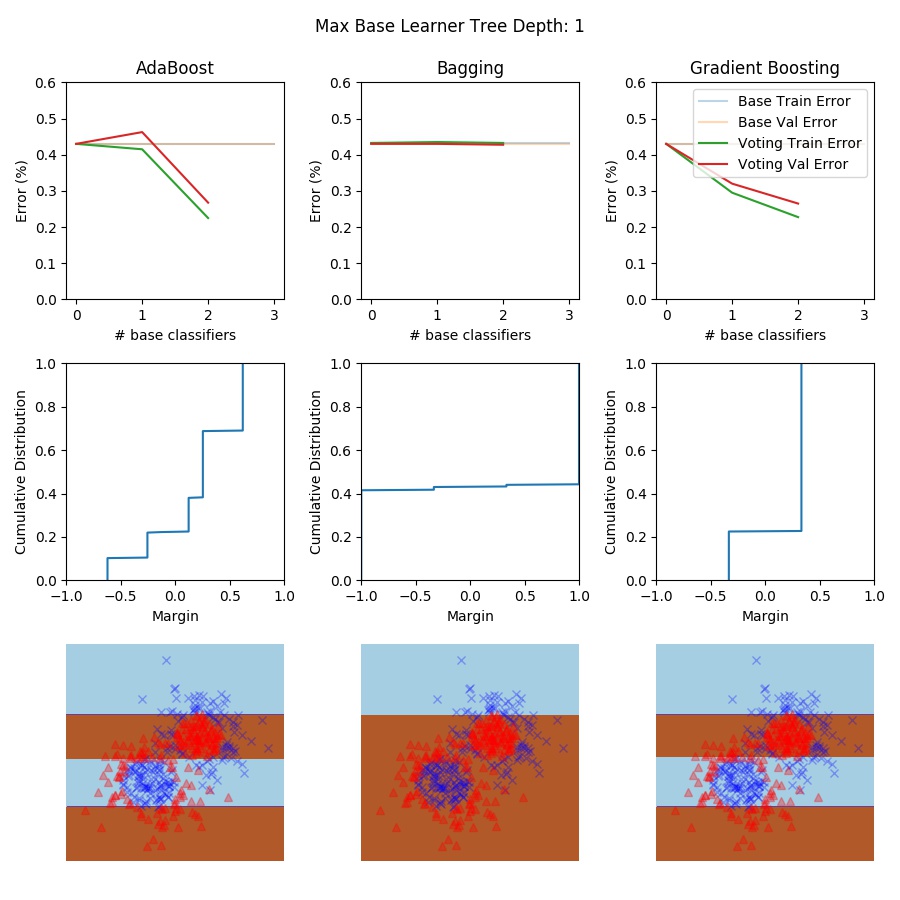 Max Base Learner Tree Depth: 1
AdaBoost
Bagging
Gradient Boosting
0.6
0.5
0.4
0.3
0.2
0.1
0.0
Error (%)
0 1 2 3
# base classifiers
0.6
0.5
0.4
0.3
0.2
0.1
0.0
Error (%)
0 1 2 3
# base classifiers
0.6
0.5
0.4
0.3
0.2
0.1
0.0
Error (%)
Base Train Error
Base Val Error
Voting Train Error
Voting Val Error
0 1 2 3
# base classifiers
1.0
0.8
0.6
0.4
0.2
0.0
Cumulative Distribution
−1.0 −0.5 0.0 0.5 1.0
Margin
1.0
0.8
0.6
0.4
0.2
0.0
Cumulative Distribution
−1.0 −0.5 0.0 0.5 1.0
Margin
1.0
0.8
0.6
0.4
0.2
0.0
Cumulative Distribution
−1.0 −0.5 0.0 0.5 1.0
Margin